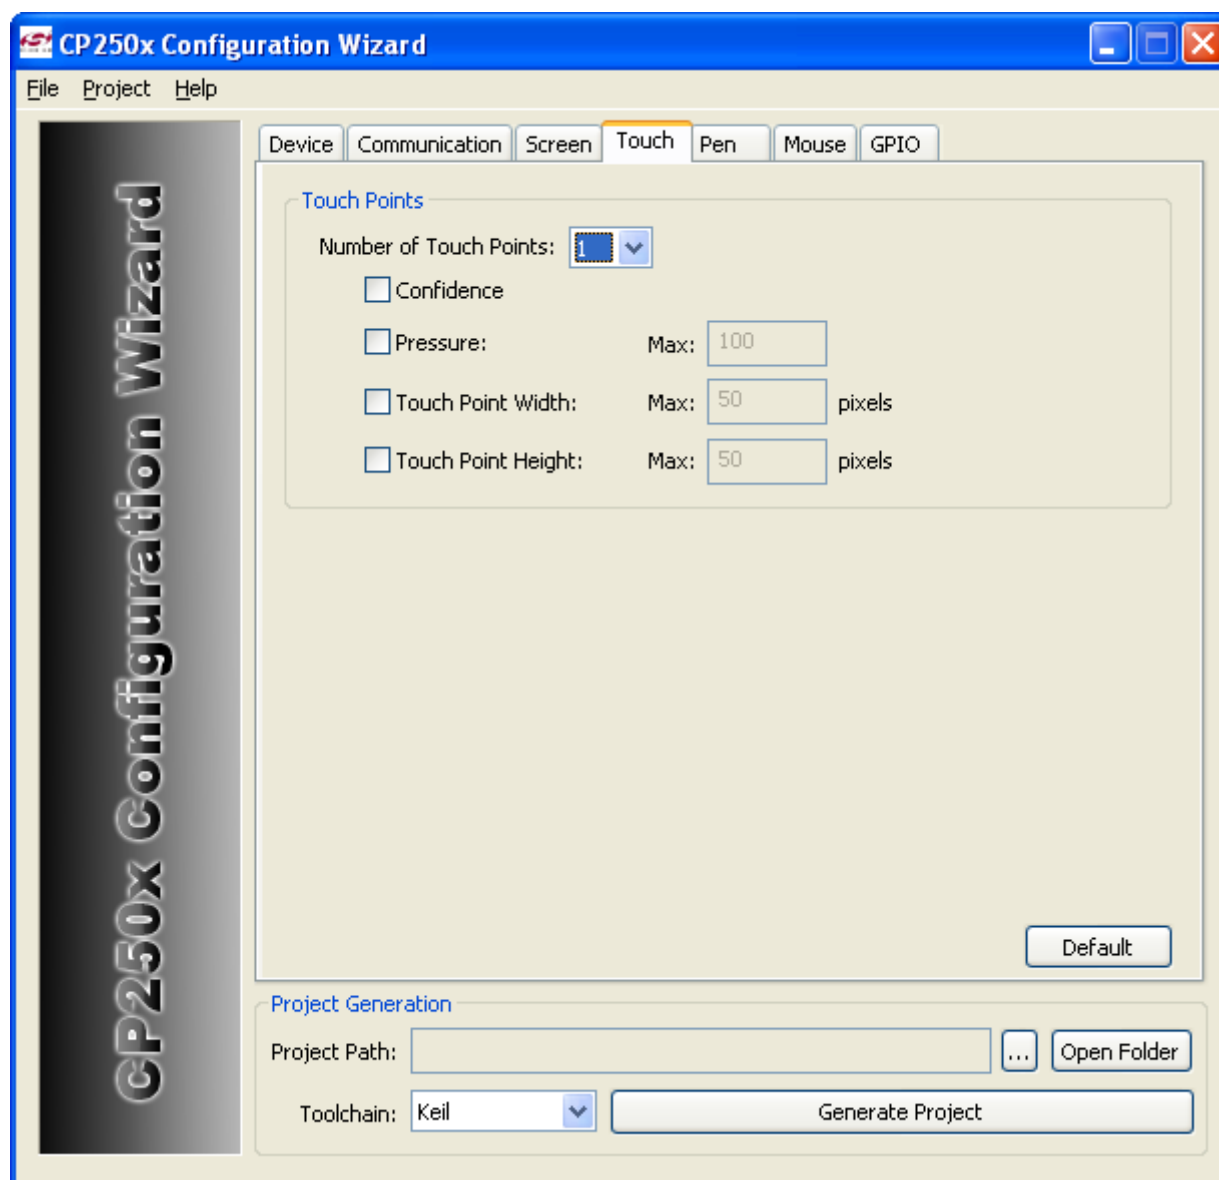 CP250x Configuration Wizard
File Project Help
CP250x Configuration Wizard
Device Communication Screen Touch Pen Mouse GPIO
Touch Points
Number of Touch Points: 1
Confidence
Pressure: Max: 100
Touch Point Width: Max: 50 pixels
Touch Point Height: Max: 50 pixels
Default
Project Generation
Project Path: ... Open Folder
Toolchain: Keil Generate Project